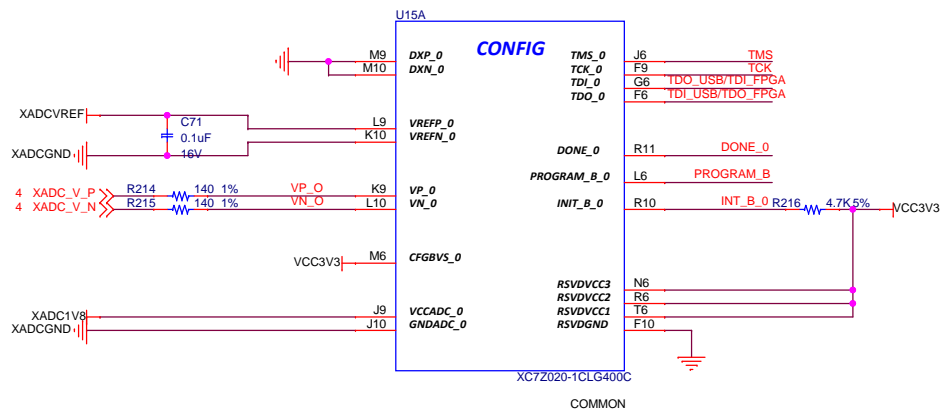 U15A
CONFIG
M9 DXP_0 TMS_0 J6 TMS
M10 DXN_0 TCK_0 F9 TCK
TDI_0 G6 TDO_USB/TDI_FPGA
TDO_0 F6 TDI_USB/TDO_FPGA
XADCVREF
C71
L9 VREFP_0
0.1uF
K10 VREFN_0
XADCGND
16V
DONE_0 R11 DONE_0
PROGRAM_B_0 L6 PROGRAM_B
4 XADC_V_P R214 140 1% VP_O K9 VP_0
4 XADC_V_N R215 140 1% VN_O L10 VN_0
INIT_B_0 R10 INT_B_0 R216 4.7K 5% VCC3V3
VCC3V3 M6 CFGBVS_0
RSVDVCC3 N6
RSVDVCC2 R6
XADC1V8 J9 VCCADC_0 RSVDVCC1 T6
XADCGND J10 GNDADC_0 RSVDGND F10
XC7Z020-1CLG400C
COMMON